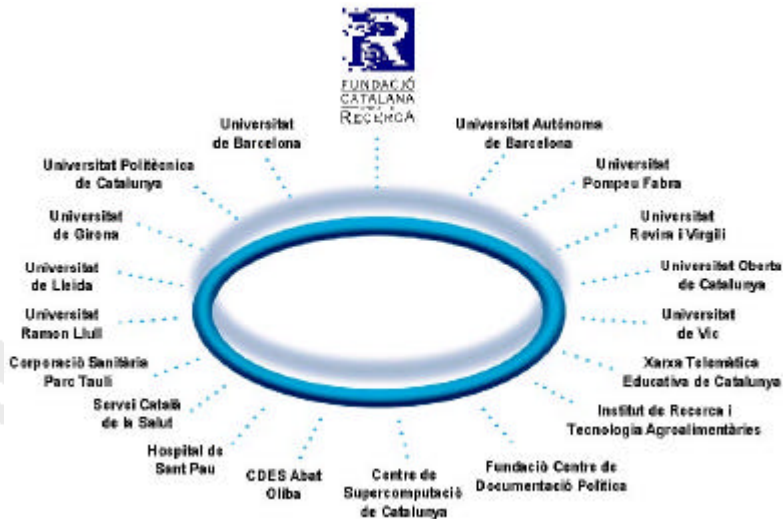 R
FUNDACIÓ
CATALANA
RECERCA
Universitat
de Barcelona
Universitat Autònoma
de Barcelona
Universitat Politècnica
de Catalunya
Universitat
Pompeu Fabra
Universitat
de Girona
Universitat
Rovira i Virgili
Universitat
de Lleida
Universitat Oberta
de Catalunya
Universitat
Ramon Llull
Universitat
de Vic
Corporació Sanitària
Parc Taulí
Xarxa Telemàtica
Educativa de Catalunya
Servei Català
de la Salut
Institut de Recerca i
Tecnologia Agroalimentàries
Hospital de
Sant Pau
CDES Abat
Oliba
Centre de
Supercomputació
de Catalunya
Fundació Centre de
Documentació Política